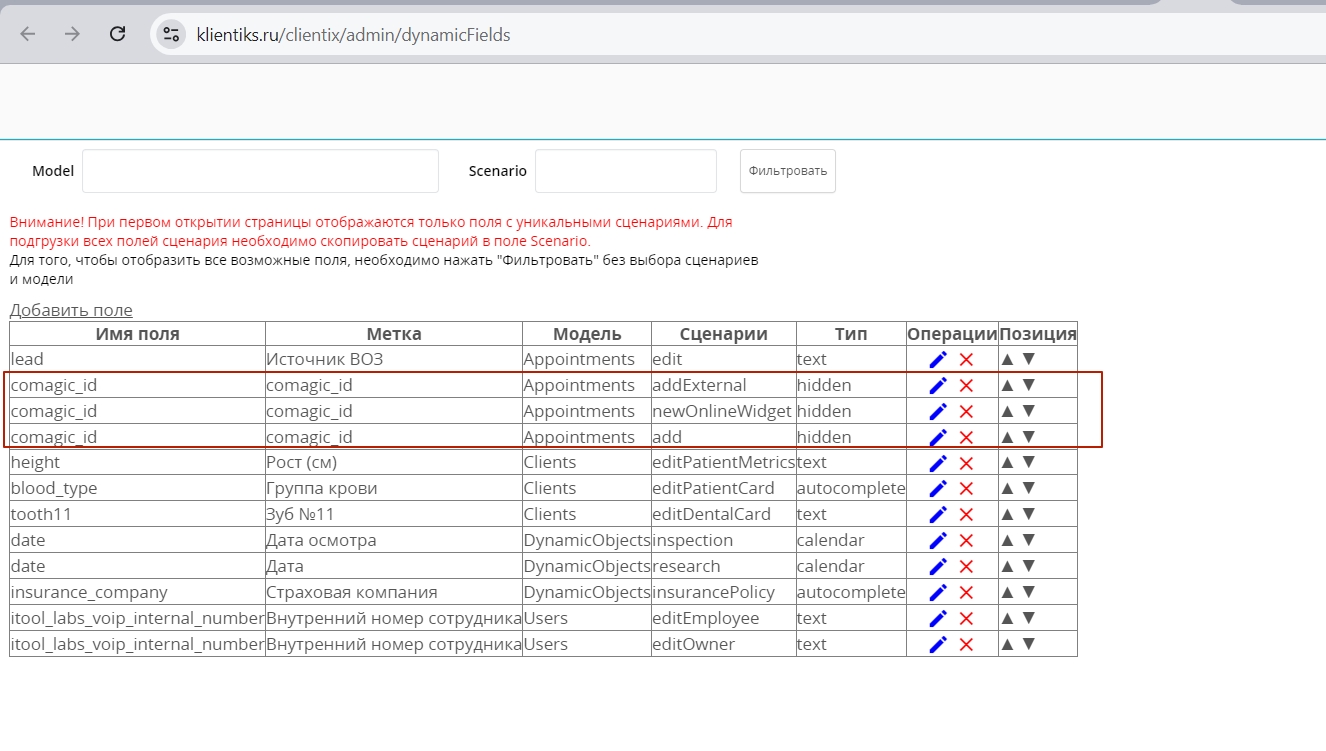 klientiks.ru/clientix/admin/dynamicFields
Model Scenario Фильтровать
Внимание! При первом открытии страницы отображаются только поля с уникальными сценариями. Для
подгрузки всех полей сценария необходимо скопировать сценарий в поле Scenario.
Для того, чтобы отобразить все возможные поля, необходимо нажать "Фильтровать" без выбора сценариев
и модели
Добавить поле
Имя поля Метка Модель Сценарии Тип Операции Позиция
lead Источник ВОЗ Appointments edit text ▲ ▼
comagic_id comagic_id Appointments addExternal hidden ▲ ▼
comagic_id comagic_id Appointments newOnlineWidget hidden ▲ ▼
comagic_id comagic_id Appointments add hidden ▲ ▼
height Рост (см) Clients editPatientMetrics text ▲ ▼
blood_type Группа крови Clients editPatientCard autocomplete ▲ ▼
tooth11 Зуб №11 Clients editDentalCard text ▲ ▼
date Дата осмотра DynamicObjects inspection calendar ▲ ▼
date Дата DynamicObjects research calendar ▲ ▼
insurance_company Страховая компания DynamicObjects insurancePolicy autocomplete ▲ ▼
itool_labs_voip_internal_number Внутренний номер сотрудника Users editEmployee text ▲ ▼
itool_labs_voip_internal_number Внутренний номер сотрудника Users editOwner text ▲ ▼